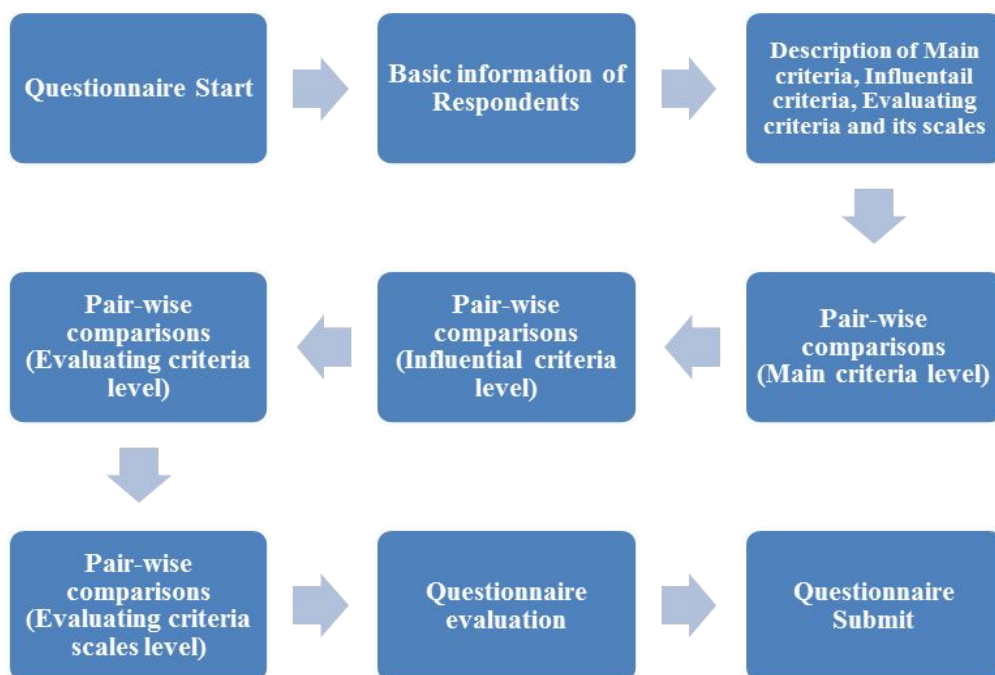 Questionnaire Start
Basic information of
Respondents
Description of Main
criteria, Influentail
criteria, Evaluating
criteria and its scales
Pair-wise
comparisons
(Main criteria level)
Pair-wise
comparisons
(Influential criteria
level)
Pair-wise
comparisons
(Evaluating criteria
level)
Pair-wise
comparisons
(Evaluating criteria
scales level)
Questionnaire
evaluation
Questionnaire
Submit